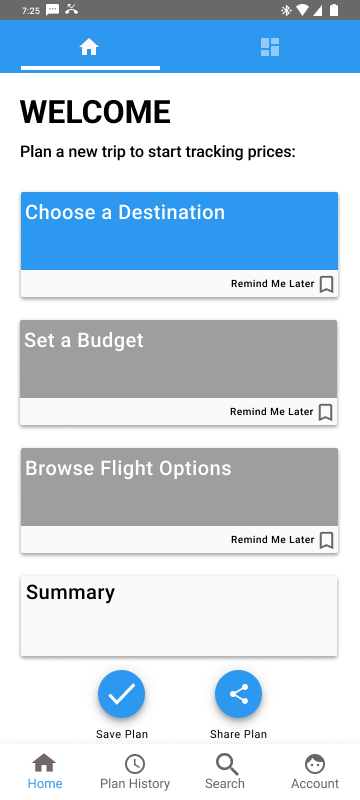 7:25
WELCOME
Plan a new trip to start tracking prices:
Choose a Destination
Remind Me Later
Set a Budget
Remind Me Later
Browse Flight Options
Remind Me Later
Summary
Save Plan Share Plan
Home Plan History Search Account